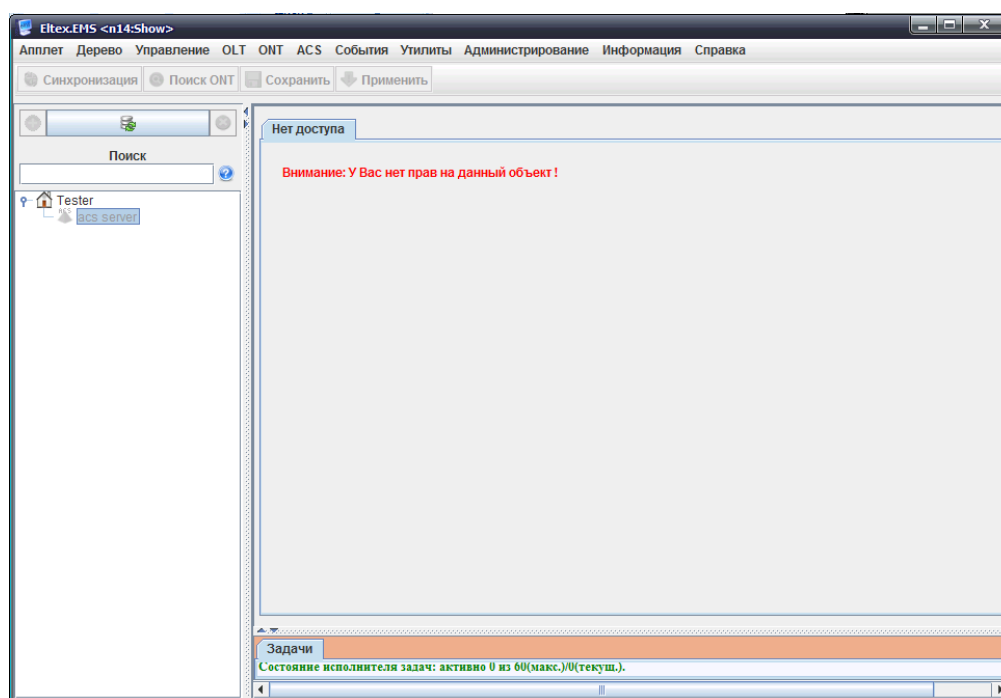 Eltex.EMS <n14:Show>
Апплет Дерево Управление OLT ONT ACS События Утилиты Администрирование Информация Справка
Синхронизация Поиск ONT Сохранить Применить
Нет доступа
Поиск
Внимание: У Вас нет прав на данный объект !
Tester
acs server
Задачи
Состояние исполнителя задач: активно 0 из 60(макс.)/0(текущ.).